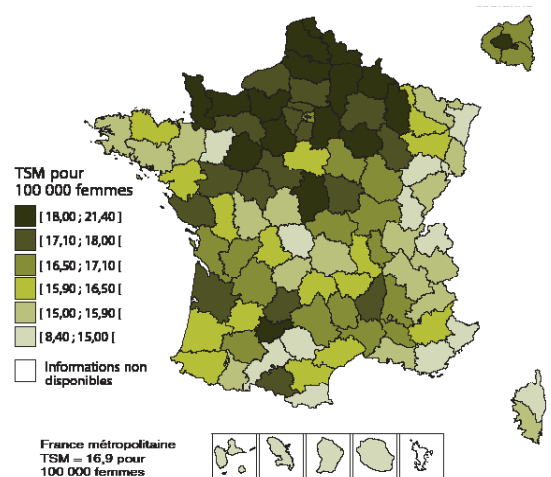 TSM pour
100 000 femmes
[ 18,00 ; 21,40 ]
[ 17,10 ; 18,00 [
[ 16,50 ; 17,10 [
[ 15,90 ; 16,50 [
[ 15,00 ; 15,90 [
[ 8,40 ; 15,00 [
Informations non
disponibles
France métropolitaine
TSM = 16,9 pour
100 000 femmes